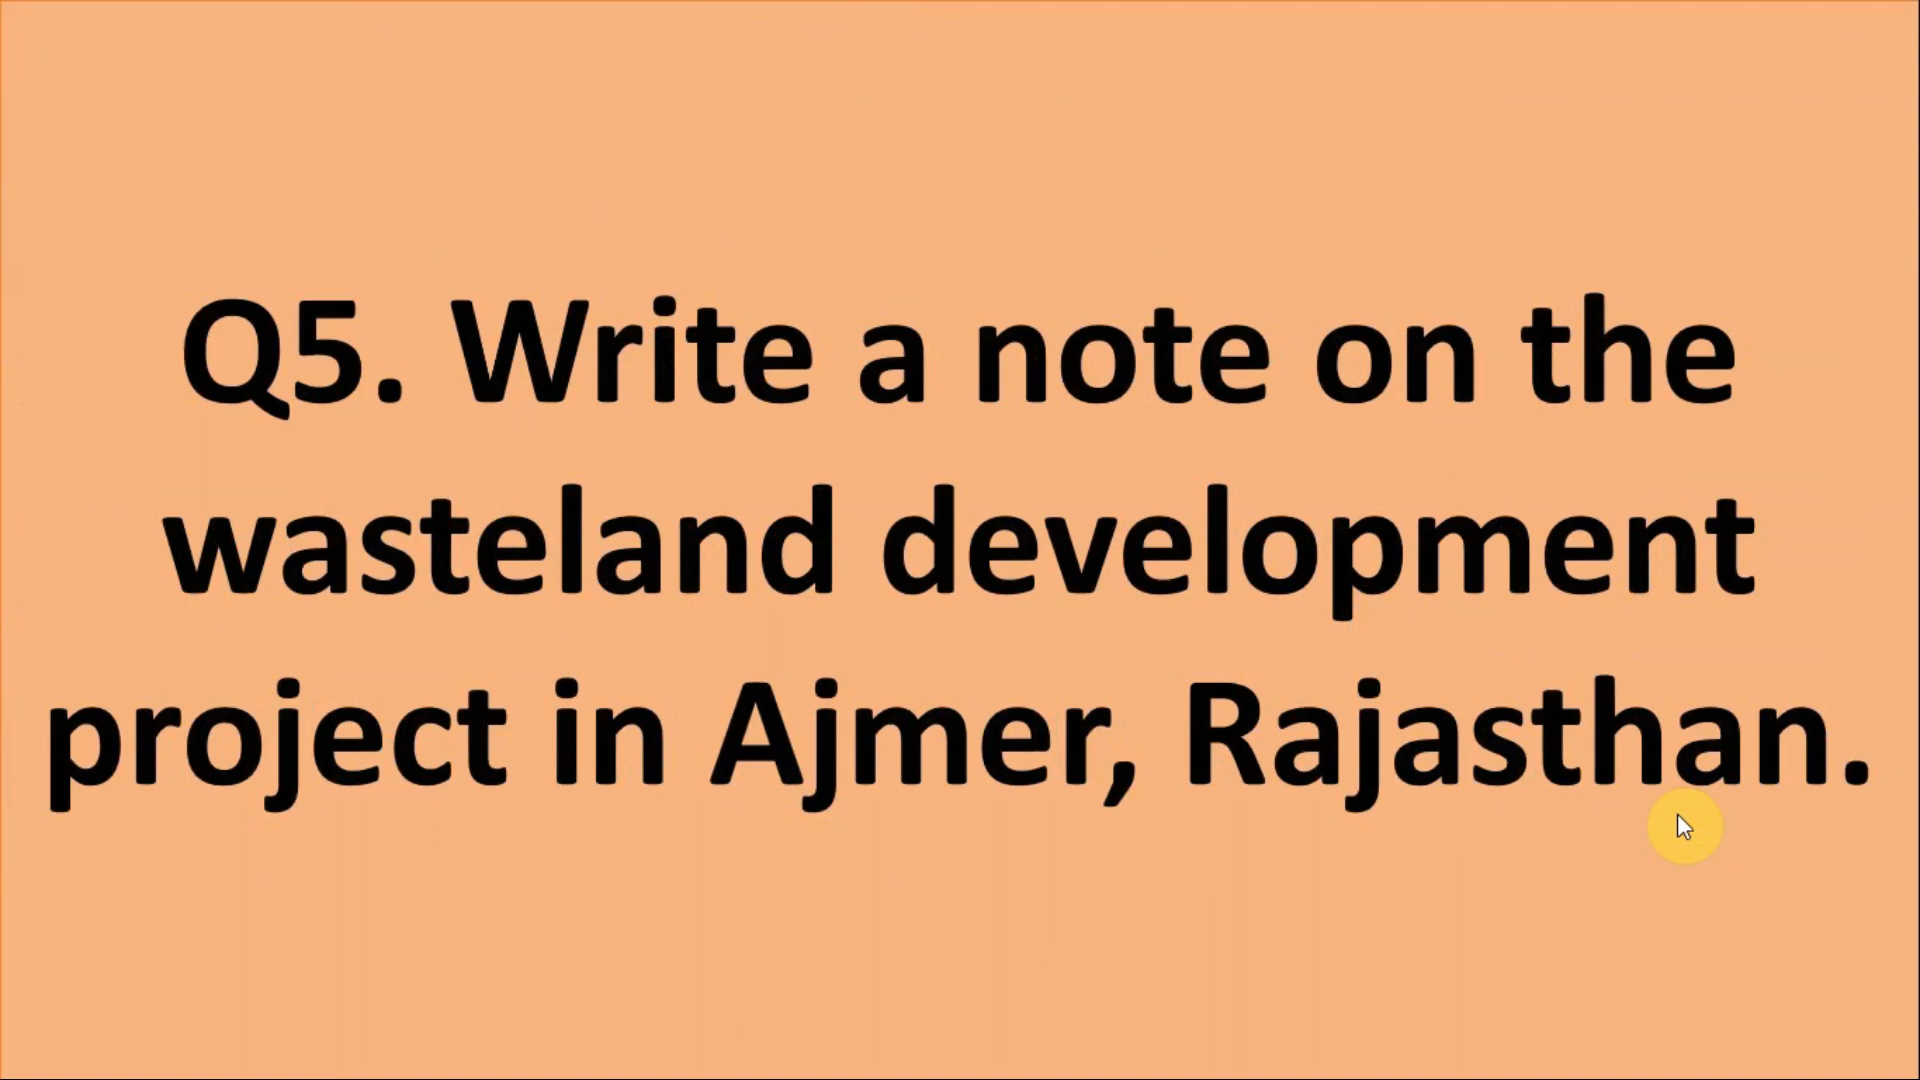 Q5. Write a note on the
wasteland development
project in Ajmer, Rajasthan.